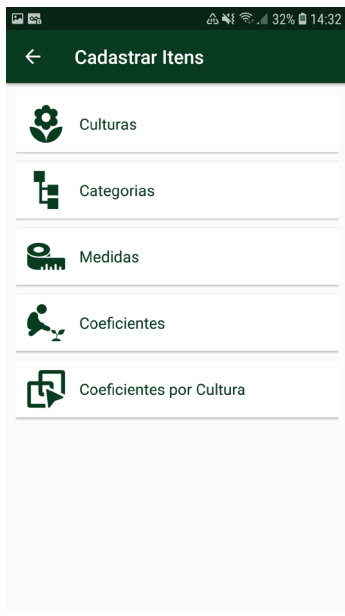 32% 14:32
Cadastrar Itens
Culturas
Categorias
Medidas
Coeficientes
Coeficientes por Cultura